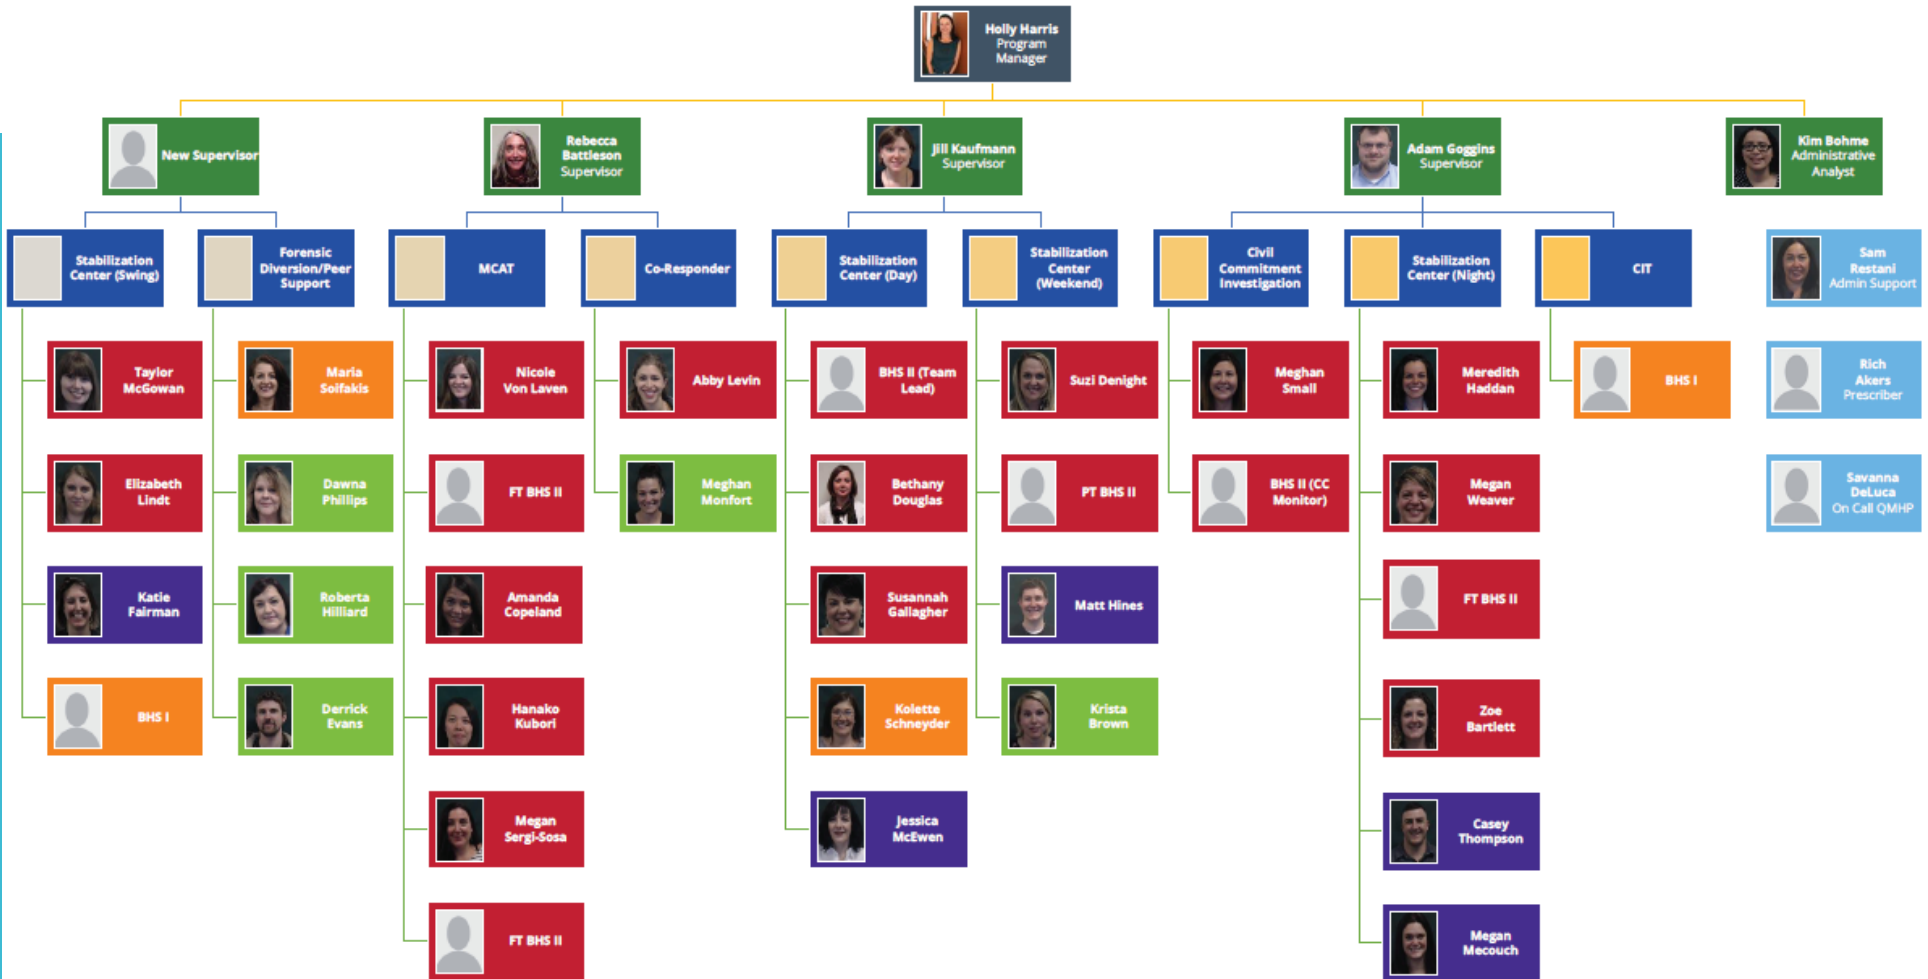 Holly Harris
Program
Manager
New Supervisor
Rebecca
Battleson
Supervisor
Jill Kaufmann
Supervisor
Adam Goggins
Supervisor
Kim Bohme
Administrative
Analyst
Stabilization
Center (Swing)
Forensic
Diversion/Peer
Support
MCAT
Co-Responder
Stabilization
Center (Day)
Stabilization
Center
(Weekend)
Civil
Commitment
Investigation
Stabilization
Center (Night)
CIT
Sam
Restani
Admin Support
Taylor
McGowan
Maria
Soifakis
Nicole
Von Laven
Abby Levin
BHS II (Team
Lead)
Suzi Denight
Meghan
Small
Meredith
Haddan
BHS I
Rich
Akers
Prescriber
Elizabeth
Lindt
Dawna
Phillips
FT BHS II
Meghan
Monfort
Bethany
Douglas
PT BHS II
BHS II (CC
Monitor)
Megan
Weaver
Savanna
DeLuca
On Call QMHP
Katie
Fairman
Roberta
Hilliard
Amanda
Copeland
Susannah
Gallagher
Matt Hines
FT BHS II
BHS I
Derrick
Evans
Hanako
Kubori
Kolette
Schneyder
Krista
Brown
Zoe
Bartlett
Megan
Sergi-Sosa
Jessica
McEwen
Casey
Thompson
FT BHS II
Megan
Mecouch